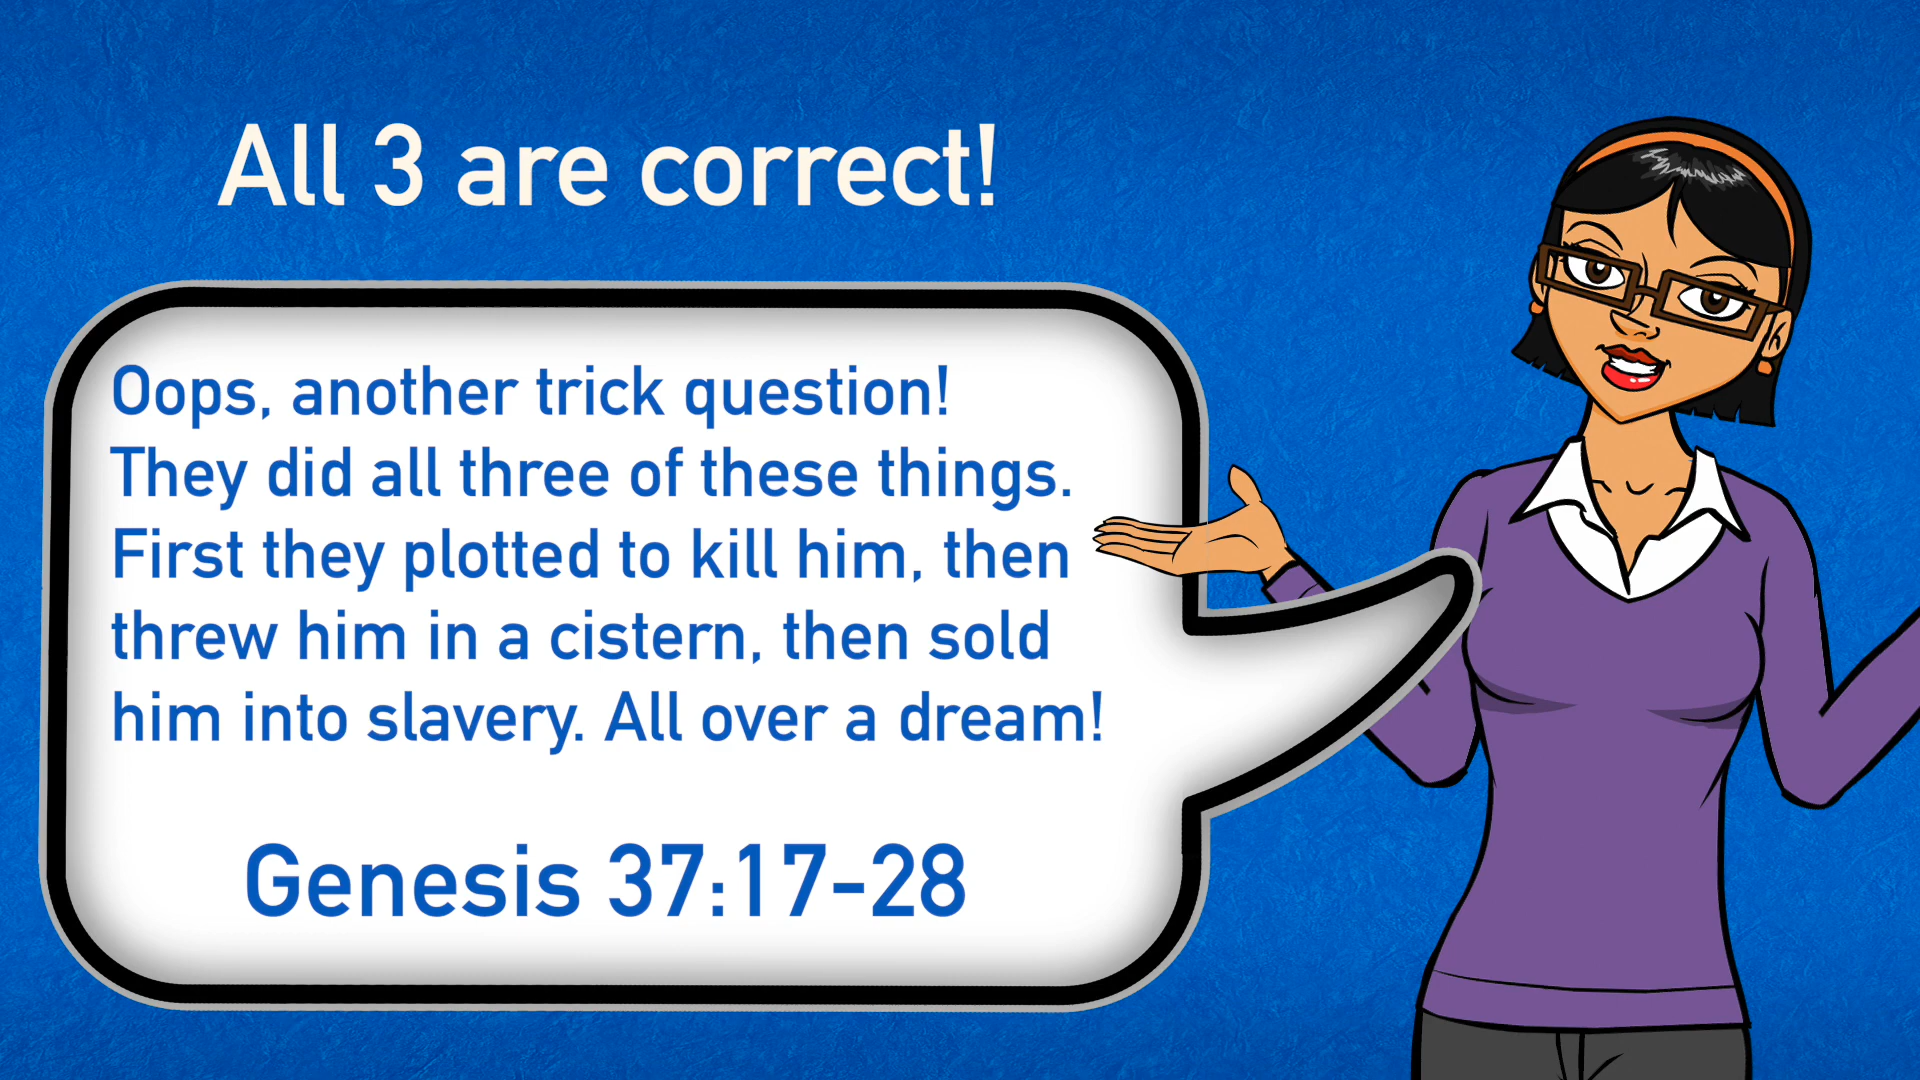 All 3 are correct!
Oops, another trick question!
They did all three of these things.
First they plotted to kill him, then
threw him in a cistern, then sold
him into slavery. All over a dream!
Genesis 37:17-28